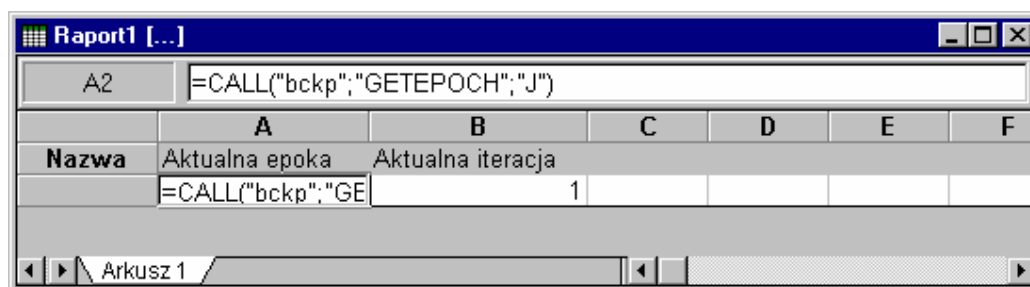 Raport1 [...]
A2 =CALL("bckp";"GETEPOCH";"J")
A B C D E F
Nazwa Aktualna epoka Aktualna iteracja
=CALL("bckp";"GE 1
Arkusz 1